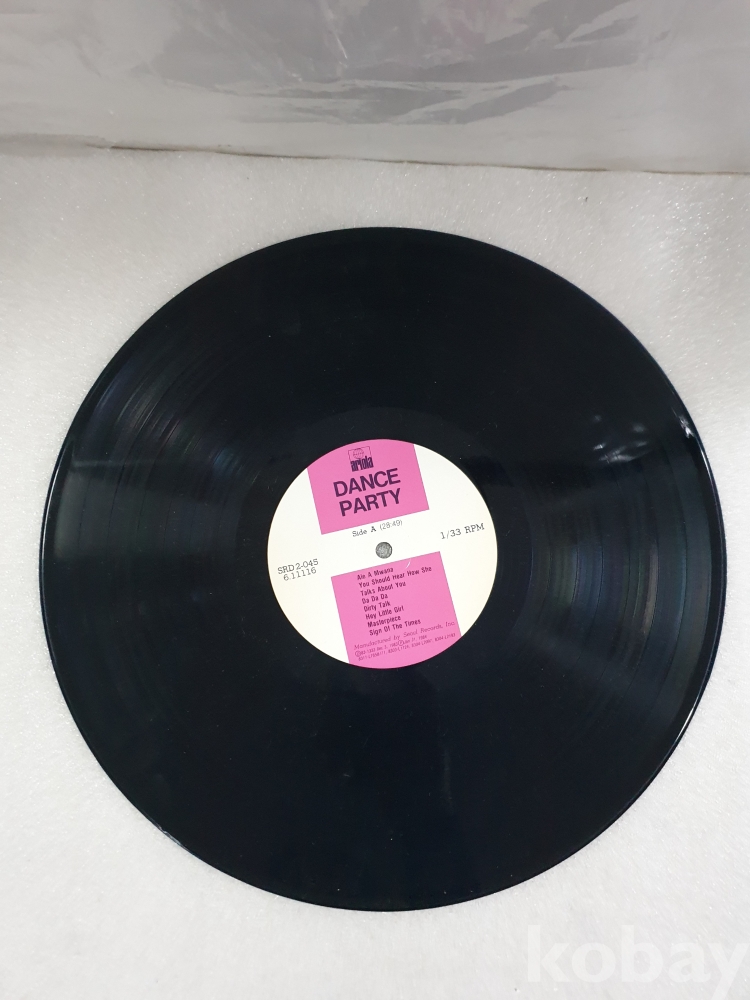 ariola
DANCE
PARTY
Side A (28:49)
1/33 RPM
SRD 2-045
6.11116
Aie A Mwana
You Should Hear How She
Talks About You
Da Da Da
Dirty Talk
Hey Little Girl
Masterpiece
Sign Of The Times
Manufactured by Seoul Records, Inc.
kobay